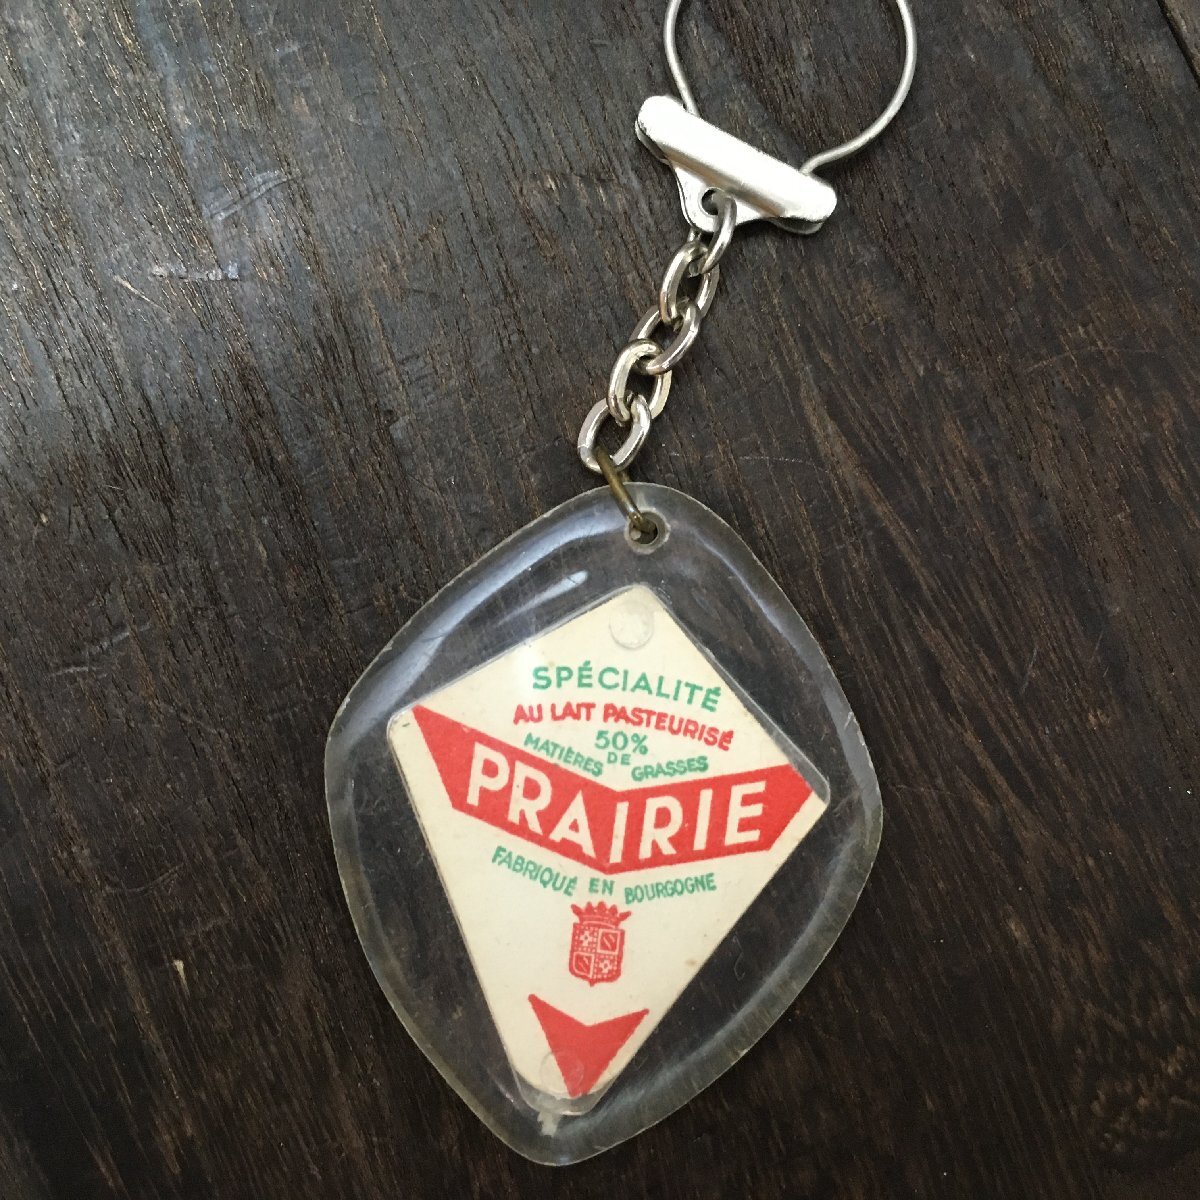 SPÉCIALITÉ
AU LAIT PASTEURISÉ
50%
MATIÈRES DE GRASSES
PRAIRIE
FABRIQUÉ EN BOURGOGNE